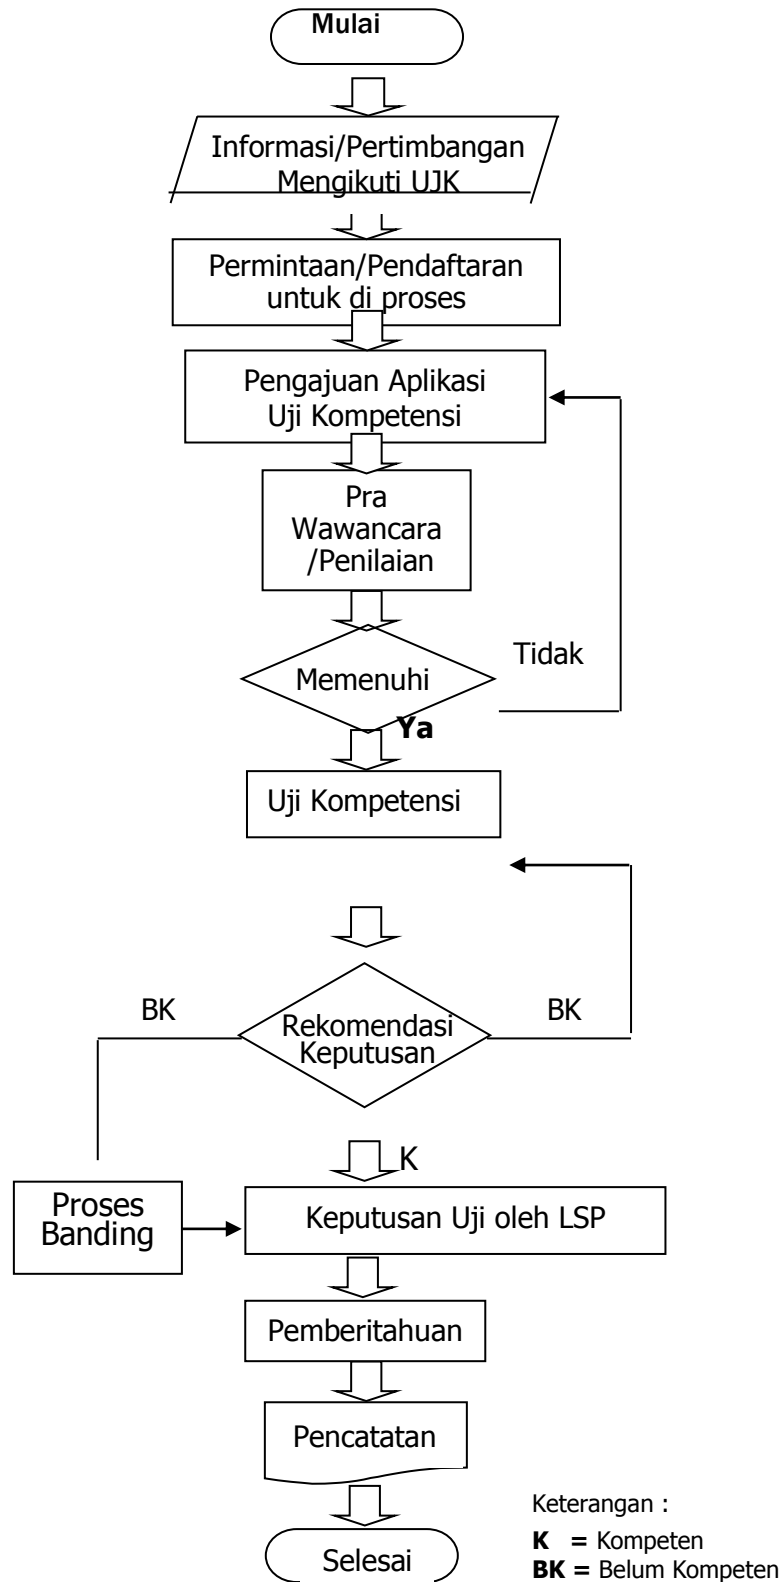 Mulai
Informasi/Pertimbangan
Mengikuti UJK
Permintaan/Pendaftaran
untuk di proses
Pengajuan Aplikasi
Uji Kompetensi
Pra
Wawancara
/Penilaian
Memenuhi
Tidak
Ya
Uji Kompetensi
BK
Rekomendasi
Keputusan
BK
K
Proses
Banding
Keputusan Uji oleh LSP
Pemberitahuan
Pencatatan
Selesai
Keterangan :
K = Kompeten
BK = Belum Kompeten